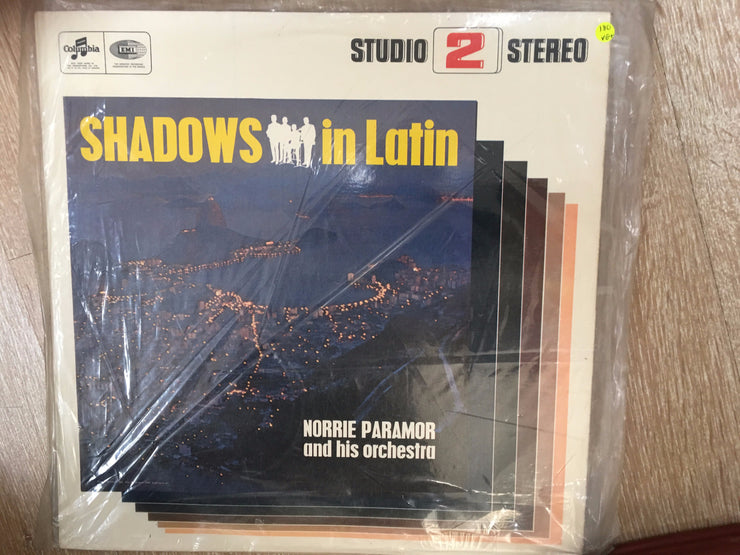 Columbia
EMI
STUDIO 2 STEREO
SHADOWS in Latin
NORRIE PARAMOR
and his orchestra